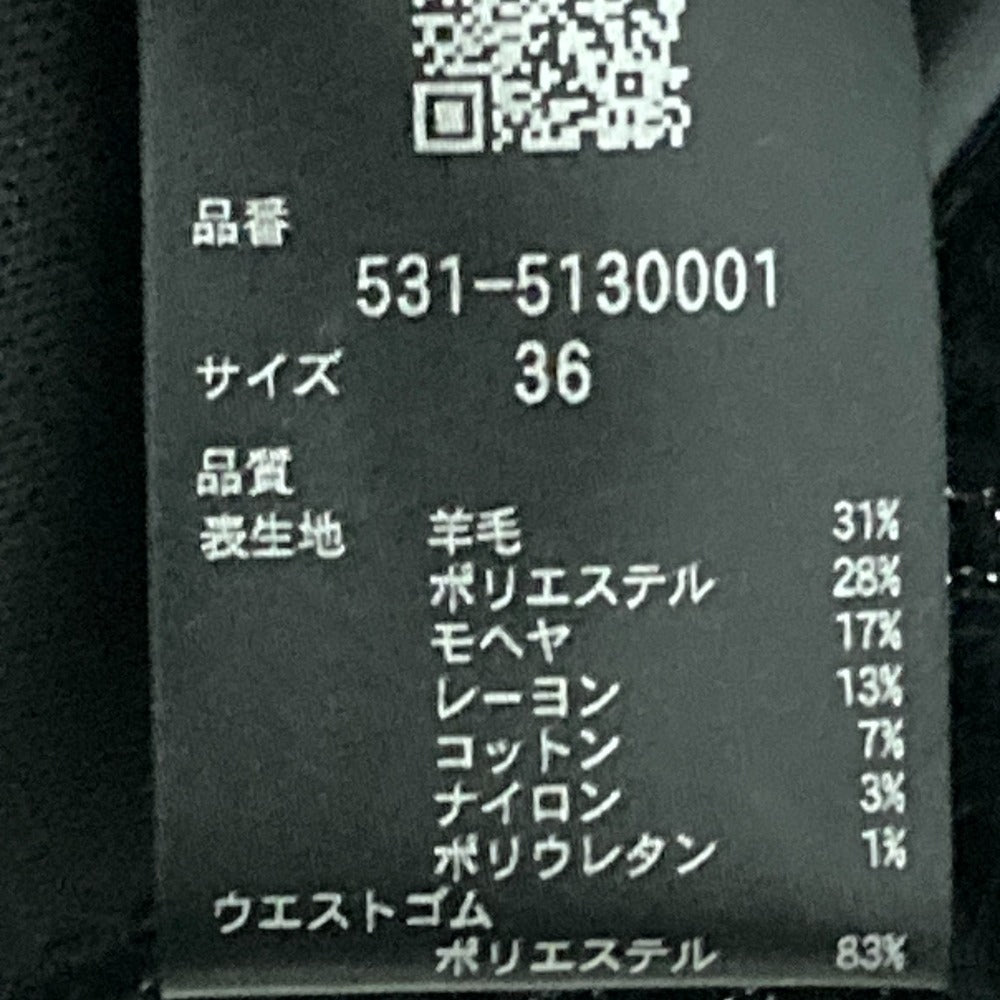 品番
531-5130001
サイズ 36
品質
表生地 羊毛 31%
ポリエステル 28%
モヘヤ 17%
レーヨン 13%
コットン 7%
ナイロン 3%
ポリウレタン 1%
ウエストゴム
ポリエステル 83%